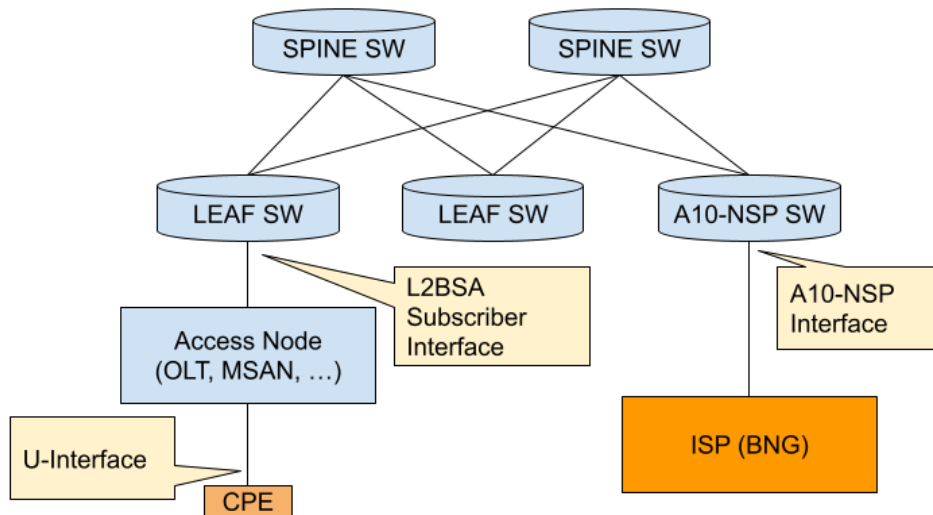 SPINE SW
SPINE SW
LEAF SW
LEAF SW
A10-NSP SW
L2BSA
Subscriber
Interface
A10-NSP
Interface
Access Node
(OLT, MSAN, …)
U-Interface
ISP (BNG)
CPE